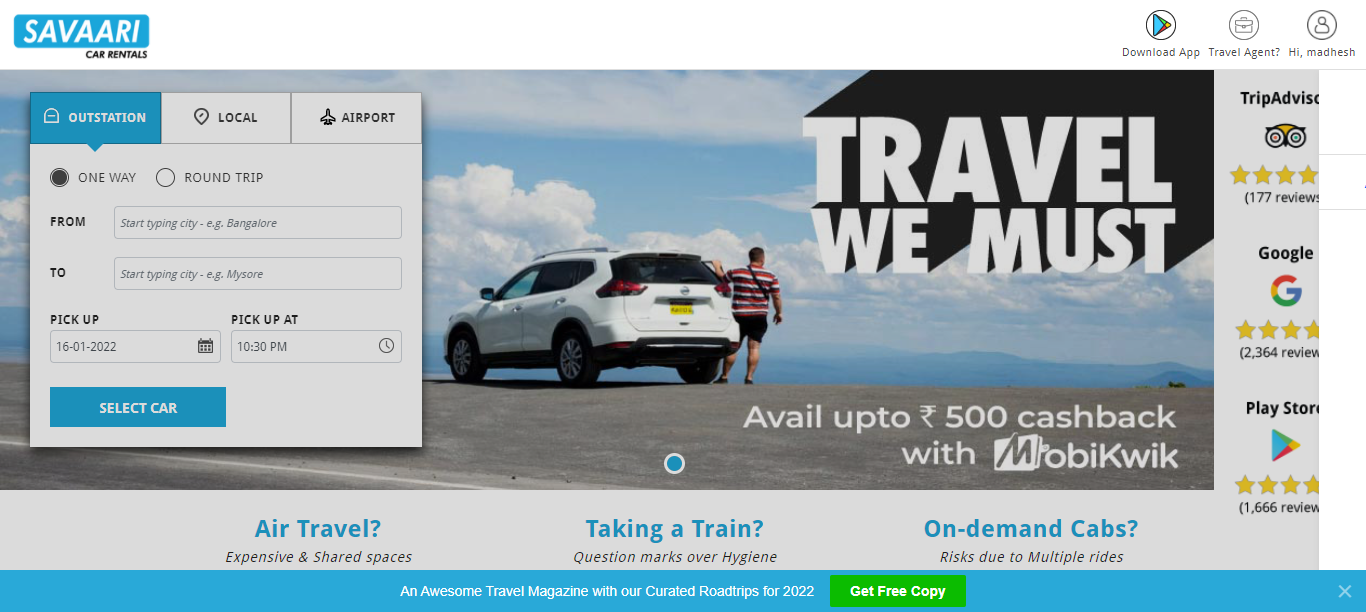 SAVAARI
CAR RENTALS
Download App
Travel Agent?
Hi, madhesh
OUTSTATION
LOCAL
AIRPORT
ONE WAY
ROUND TRIP
FROM
Start typing city - e.g. Bangalore
TO
Start typing city - e.g. Mysore
PICK UP
PICK UP AT
16-01-2022
10:30 PM
SELECT CAR
TRAVEL
WE MUST
Avail upto ₹ 500 cashback
with MobiKwik
TripAdviso
(177 reviews
Google
(2,364 review
Play Store
(1,666 review
Air Travel?
Expensive & Shared spaces
Taking a Train?
Question marks over Hygiene
On-demand Cabs?
Risks due to Multiple rides
An Awesome Travel Magazine with our Curated Roadtrips for 2022
Get Free Copy